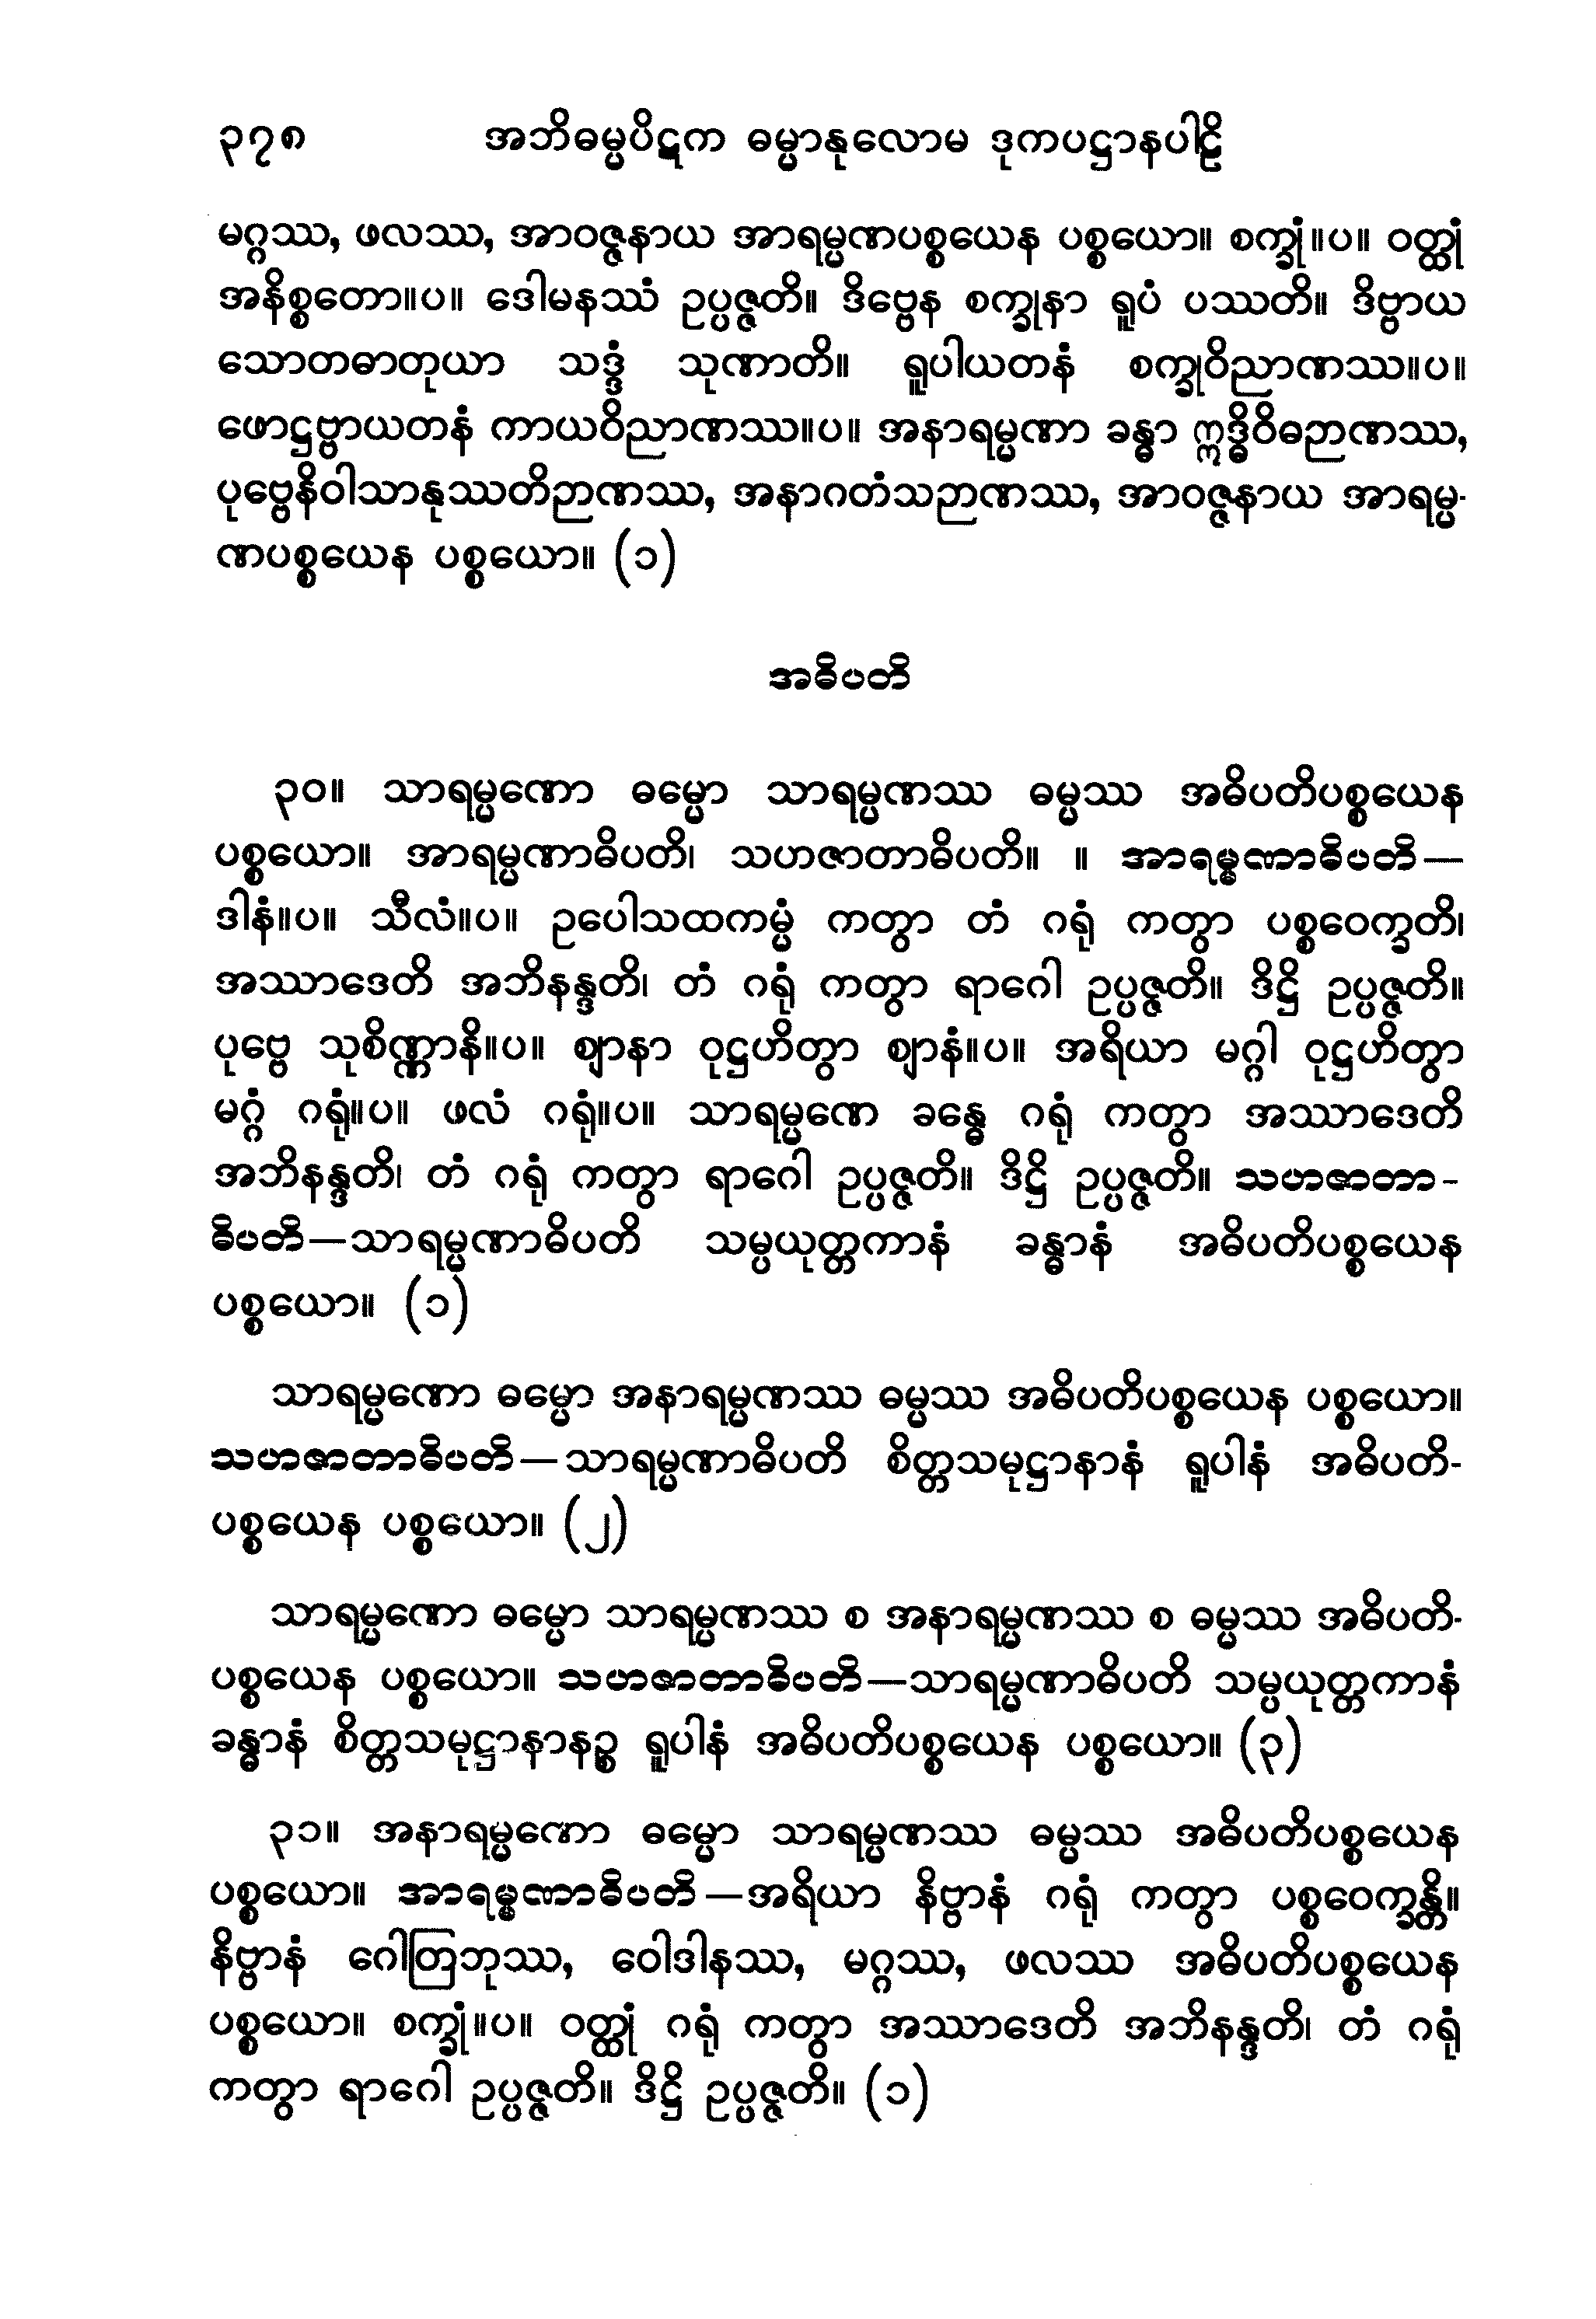 ၃၇၈ အဘိဓမ္မပိဋက ဓမ္မာနုလောမ ဒုကပဋ္ဌာနပါဠိ
မဂ္ဂဿ, ဖလဿ, အာဝဇ္ဇနာယ အာရမ္မဏပစ္စယေန ပစ္စယော။ စက္ခုံ။ပ။ ဝတ္ထုံ
အနိစ္စတော။ပ။ ဒေါမနဿံ ဥပ္ပဇ္ဇတိ။ ဒိဗ္ဗေန စက္ခုနာ ရူပံ ပဿတိ။ ဒိဗ္ဗာယ
သောတဓာတုယာ သဒ္ဒံ သုဏာတိ။ ရူပါယတနံ စက္ခုဝိညာဏဿ။ပ။
ဖောဋ္ဌဗ္ဗာယတနံ ကာယဝိညာဏဿ။ပ။ အနာရမ္မဏာ ခန္ဓာ ဣဒ္ဓိဝိဓဉာဏဿ,
ပုဗ္ဗေနိဝါသာနုဿတိဉာဏဿ, အနာဂတံသဉာဏဿ, အာဝဇ္ဇနာယ အာရမ္မ-
ဏပစ္စယေန ပစ္စယော။ (၁)
အဓိပတိ
၃၀။ သာရမ္မဏော ဓမ္မော သာရမ္မဏဿ ဓမ္မဿ အဓိပတိပစ္စယေန
ပစ္စယော။ အာရမ္မဏာဓိပတိ၊ သဟဇာတာဓိပတိ။ ။ အာရမ္မဏာဓိပတိ—
ဒါနံ။ပ။ သီလံ။ပ။ ဥပေါသထကမ္မံ ကတွာ တံ ဂရုံ ကတွာ ပစ္စဝေက္ခတိ၊
အဿာဒေတိ အဘိနန္ဒတိ၊ တံ ဂရုံ ကတွာ ရာဂေါ ဥပ္ပဇ္ဇတိ။ ဒိဋ္ဌိ ဥပ္ပဇ္ဇတိ။
ပုဗ္ဗေ သုစိဏ္ဏာနိ။ပ။ ဈာနာ ဝုဋ္ဌဟိတွာ ဈာနံ။ပ။ အရိယာ မဂ္ဂါ ဝုဋ္ဌဟိတွာ
မဂ္ဂံ ဂရုံ။ပ။ ဖလံ ဂရုံ။ပ။ သာရမ္မဏေ ခန္ဓေ ဂရုံ ကတွာ အဿာဒေတိ
အဘိနန္ဒတိ၊ တံ ဂရုံ ကတွာ ရာဂေါ ဥပ္ပဇ္ဇတိ။ ဒိဋ္ဌိ ဥပ္ပဇ္ဇတိ။ သဟဇာတာ-
ဓိပတိ—သာရမ္မဏာဓိပတိ သမ္ပယုတ္တကာနံ ခန္ဓာနံ အဓိပတိပစ္စယေန
ပစ္စယော။ (၁)
သာရမ္မဏော ဓမ္မော အနာရမ္မဏဿ ဓမ္မဿ အဓိပတိပစ္စယေန ပစ္စယော။
သဟဇာတာဓိပတိ—သာရမ္မဏာဓိပတိ စိတ္တသမုဋ္ဌာနာနံ ရူပါနံ အဓိပတိ-
ပစ္စယေန ပစ္စယော။ (၂)
သာရမ္မဏော ဓမ္မော သာရမ္မဏဿ စ အနာရမ္မဏဿ စ ဓမ္မဿ အဓိပတိ-
ပစ္စယေန ပစ္စယော။ သဟဇာတာဓိပတိ—သာရမ္မဏာဓိပတိ သမ္ပယုတ္တကာနံ
ခန္ဓာနံ စိတ္တသမုဋ္ဌာနာနဉ္စ ရူပါနံ အဓိပတိပစ္စယေန ပစ္စယော။ (၃)
၃၁။ အနာရမ္မဏော ဓမ္မော သာရမ္မဏဿ ဓမ္မဿ အဓိပတိပစ္စယေန
ပစ္စယော။ အာရမ္မဏာဓိပတိ—အရိယာ နိဗ္ဗာနံ ဂရုံ ကတွာ ပစ္စဝေက္ခန္တိ။
နိဗ္ဗာနံ ဂေါတြဘုဿ, ဝေါဒါနဿ, မဂ္ဂဿ, ဖလဿ အဓိပတိပစ္စယေန
ပစ္စယော။ စက္ခုံ။ပ။ ဝတ္ထုံ ဂရုံ ကတွာ အဿာဒေတိ အဘိနန္ဒတိ၊ တံ ဂရုံ
ကတွာ ရာဂေါ ဥပ္ပဇ္ဇတိ။ ဒိဋ္ဌိ ဥပ္ပဇ္ဇတိ။ (၁)